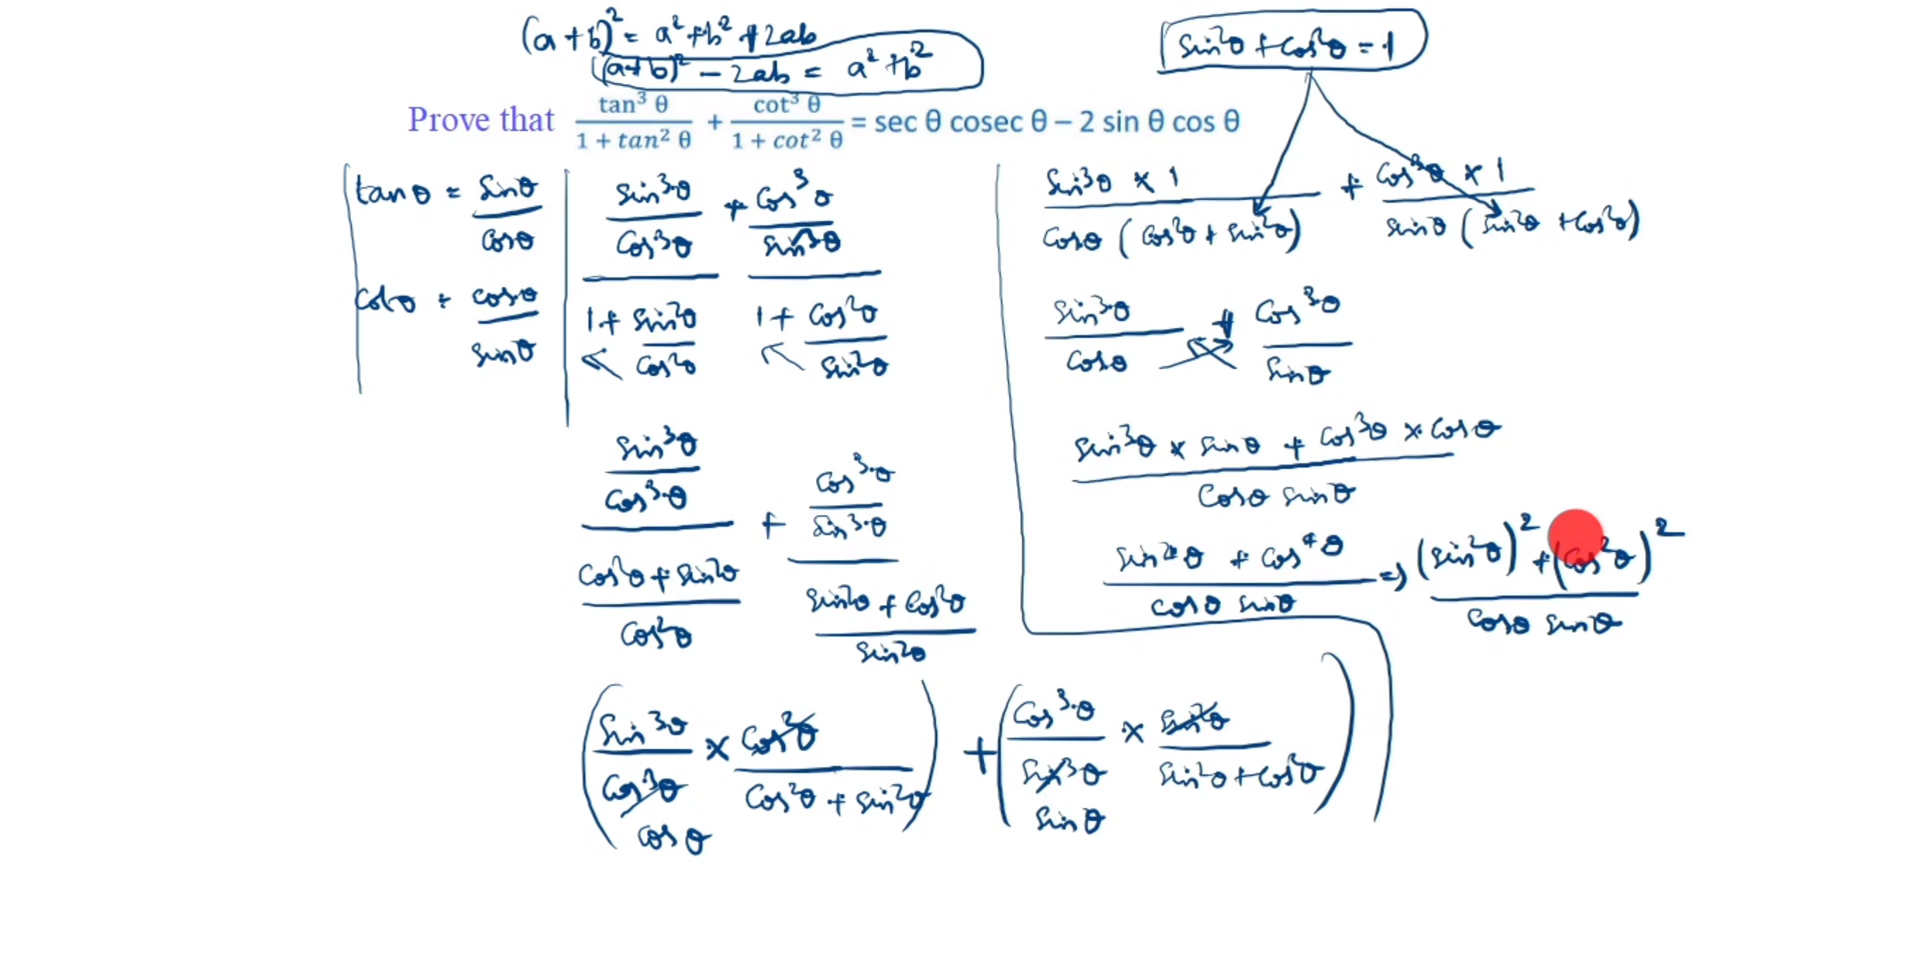 (a+b)² = a² + b² + 2ab
(a+b)² − 2ab = a² + b²
sin²θ + cos²θ = 1
Prove that tan³ θ / 1 + tan² θ + cot³ θ / 1 + cot² θ = sec θ cosec θ − 2 sin θ cos θ
tan θ = sinθ / cosθ
cotθ = cosθ / sinθ
sin³θ / cos³θ + cos³θ / sin³θ
1 + sin²θ / cos²θ 1 + cos²θ / sin²θ
sin³θ / cos³θ + cos³θ / sin³θ
cos²θ + sin²θ / cos²θ sin²θ + cos²θ / sin²θ
(sin³θ / cos³θ × cos²θ / cos²θ + sin²θ) + (cos³θ / sin³θ × sin²θ / sin²θ + cos²θ)
cos θ sin θ
sin³θ × 1 / cosθ (cos²θ + sin²θ) + cos³θ × 1 / sinθ (sin²θ + cos²θ)
sin³θ / cosθ + cos³θ / sinθ
sin³θ × sinθ + cos³θ × cosθ / cosθ sinθ
sin⁴θ + cos⁴θ / cosθ sinθ ⇒ (sin²θ)² + (cos²θ)² / cosθ sinθ